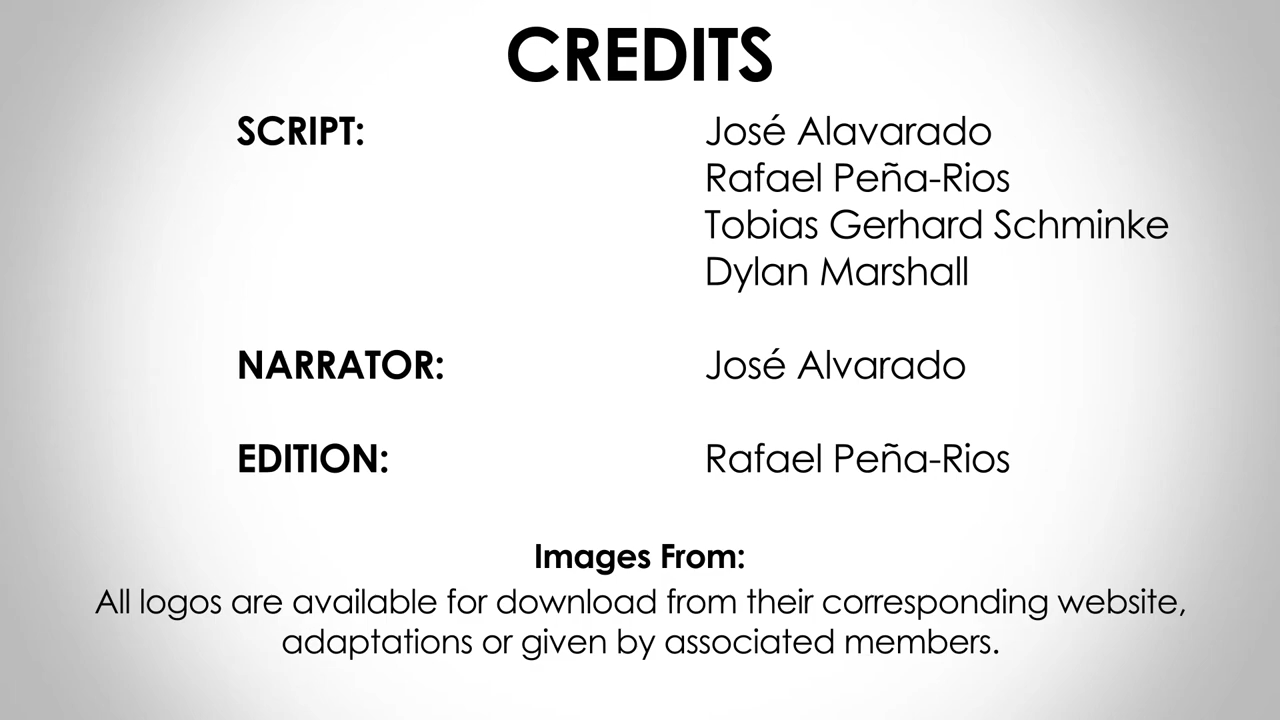 CREDITS
SCRIPT: José Alavarado
Rafael Peña-Rios
Tobias Gerhard Schminke
Dylan Marshall
NARRATOR: José Alvarado
EDITION: Rafael Peña-Rios
Images From:
All logos are available for download from their corresponding website,
adaptations or given by associated members.